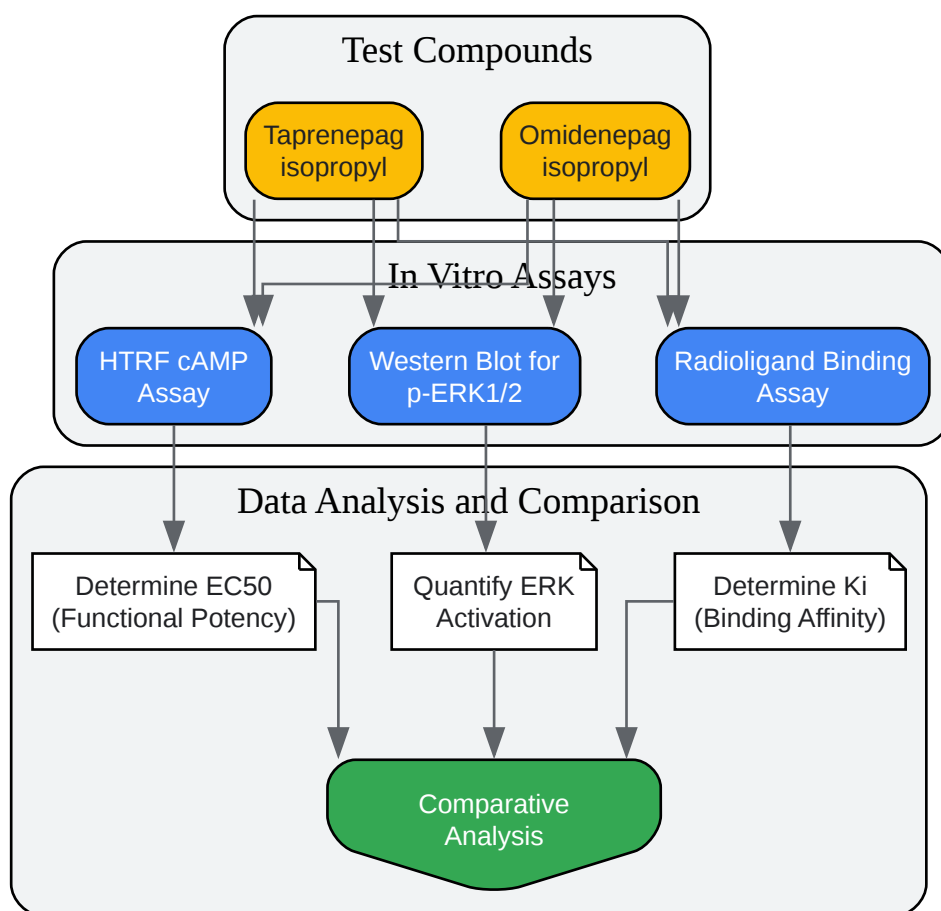 Test Compounds
Taprenepag
isopropyl
Omidenepag
isopropyl
In Vitro Assays
HTRF cAMP
Assay
Western Blot for
p-ERK1/2
Radioligand Binding
Assay
Data Analysis and Comparison
Determine EC50
(Functional Potency)
Quantify ERK
Activation
Determine Ki
(Binding Affinity)
Comparative
Analysis